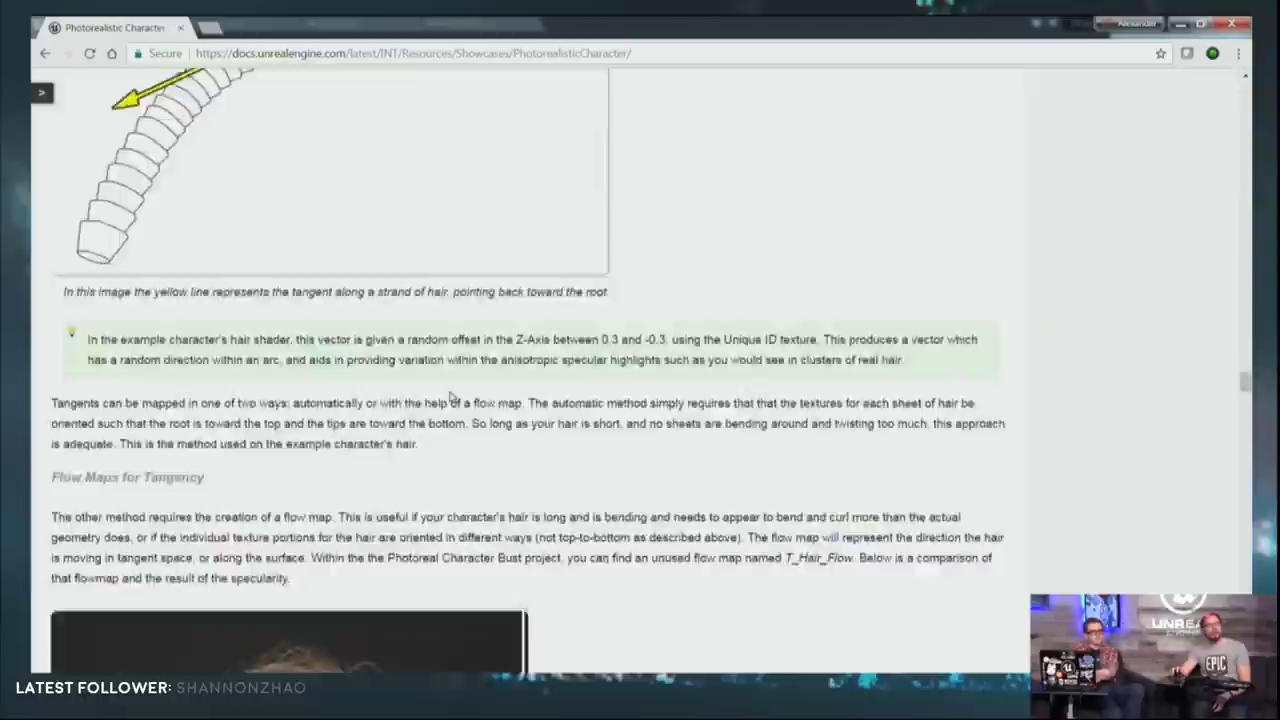 Photorealistic Character
Alexander
Secure
https://docs.unrealengine.com/latest/INT/Resources/Showcases/PhotorealisticCharacter/
>
In this image the yellow line represents the tangent along a strand of hair, pointing back toward the root
In the example character's hair shader, this vector is given a random offset in the Z-Axis between 0.3 and -0.3, using the Unique ID texture. This produces a vector which
has a random direction within an arc, and aids in providing variation within the anisotropic specular highlights such as you would see in clusters of real hair.
Tangents can be mapped in one of two ways; automatically or with the help of a flow map. The automatic method simply requires that that the textures for each sheet of hair be
oriented such that the root is toward the top and the tips are toward the bottom. So long as your hair is short, and no sheets are bending around and twisting too much, this approach
is adequate. This is the method used on the example character's hair.
Flow Maps for Tangency
The other method requires the creation of a flow map. This is useful if your character's hair is long and is bending and needs to appear to bend and curl more than the actual
geometry does, or if the individual texture portions for the hair are oriented in different ways (not top-to-bottom as described above). The flow map will represent the direction the hair
is moving in tangent space, or along the surface. Within the the Photoreal Character Bust project, you can find an unused flow map named T_Hair_Flow. Below is a comparison of
that flowmap and the result of the specularity.
UNREAL
EPIC
LATEST FOLLOWER: SHANNONZHAO